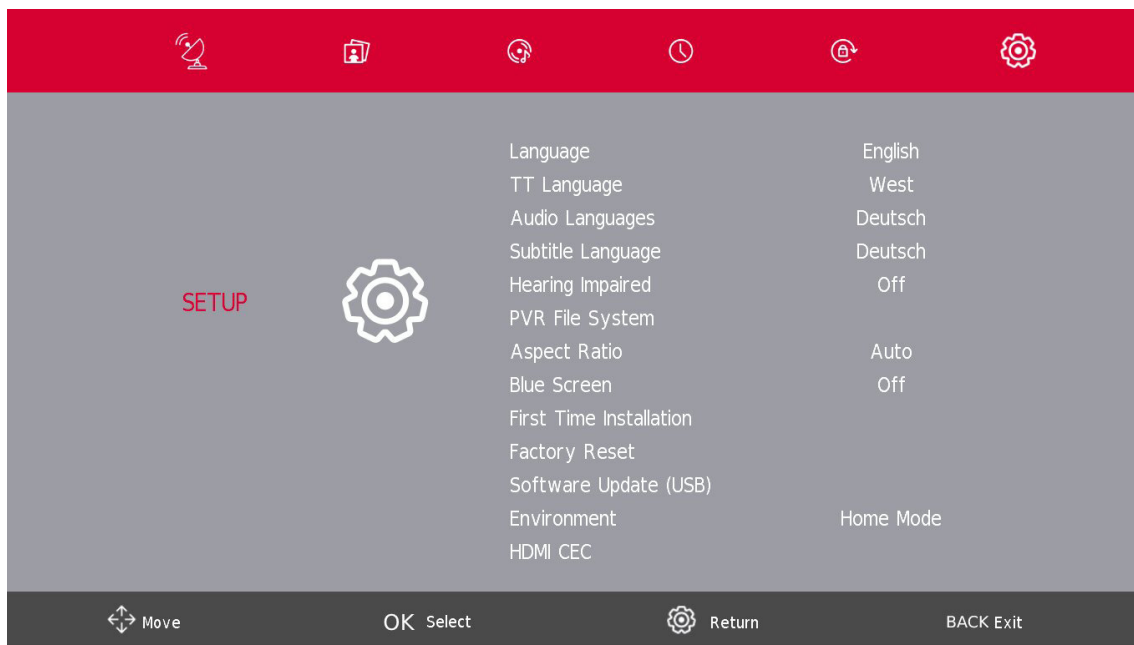 SETUP
Language English
TT Language West
Audio Languages Deutsch
Subtitle Language Deutsch
Hearing Impaired Off
PVR File System
Aspect Ratio Auto
Blue Screen Off
First Time Installation
Factory Reset
Software Update (USB)
Environment Home Mode
HDMI CEC
Move OK Select Return BACK Exit